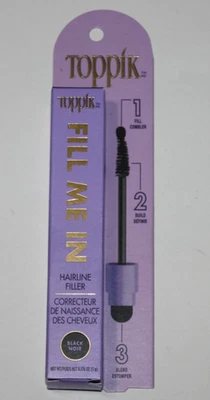 TOPPIK
1
FILL
COMBLER
TOPPIK
FILL ME IN
2
BUILD
DÉFINIR
HAIRLINE
FILLER
CORRECTEUR
DE NAISSANCE
DES CHEVEUX
BLACK
NOIR
3
BLEND
ESTOMPER